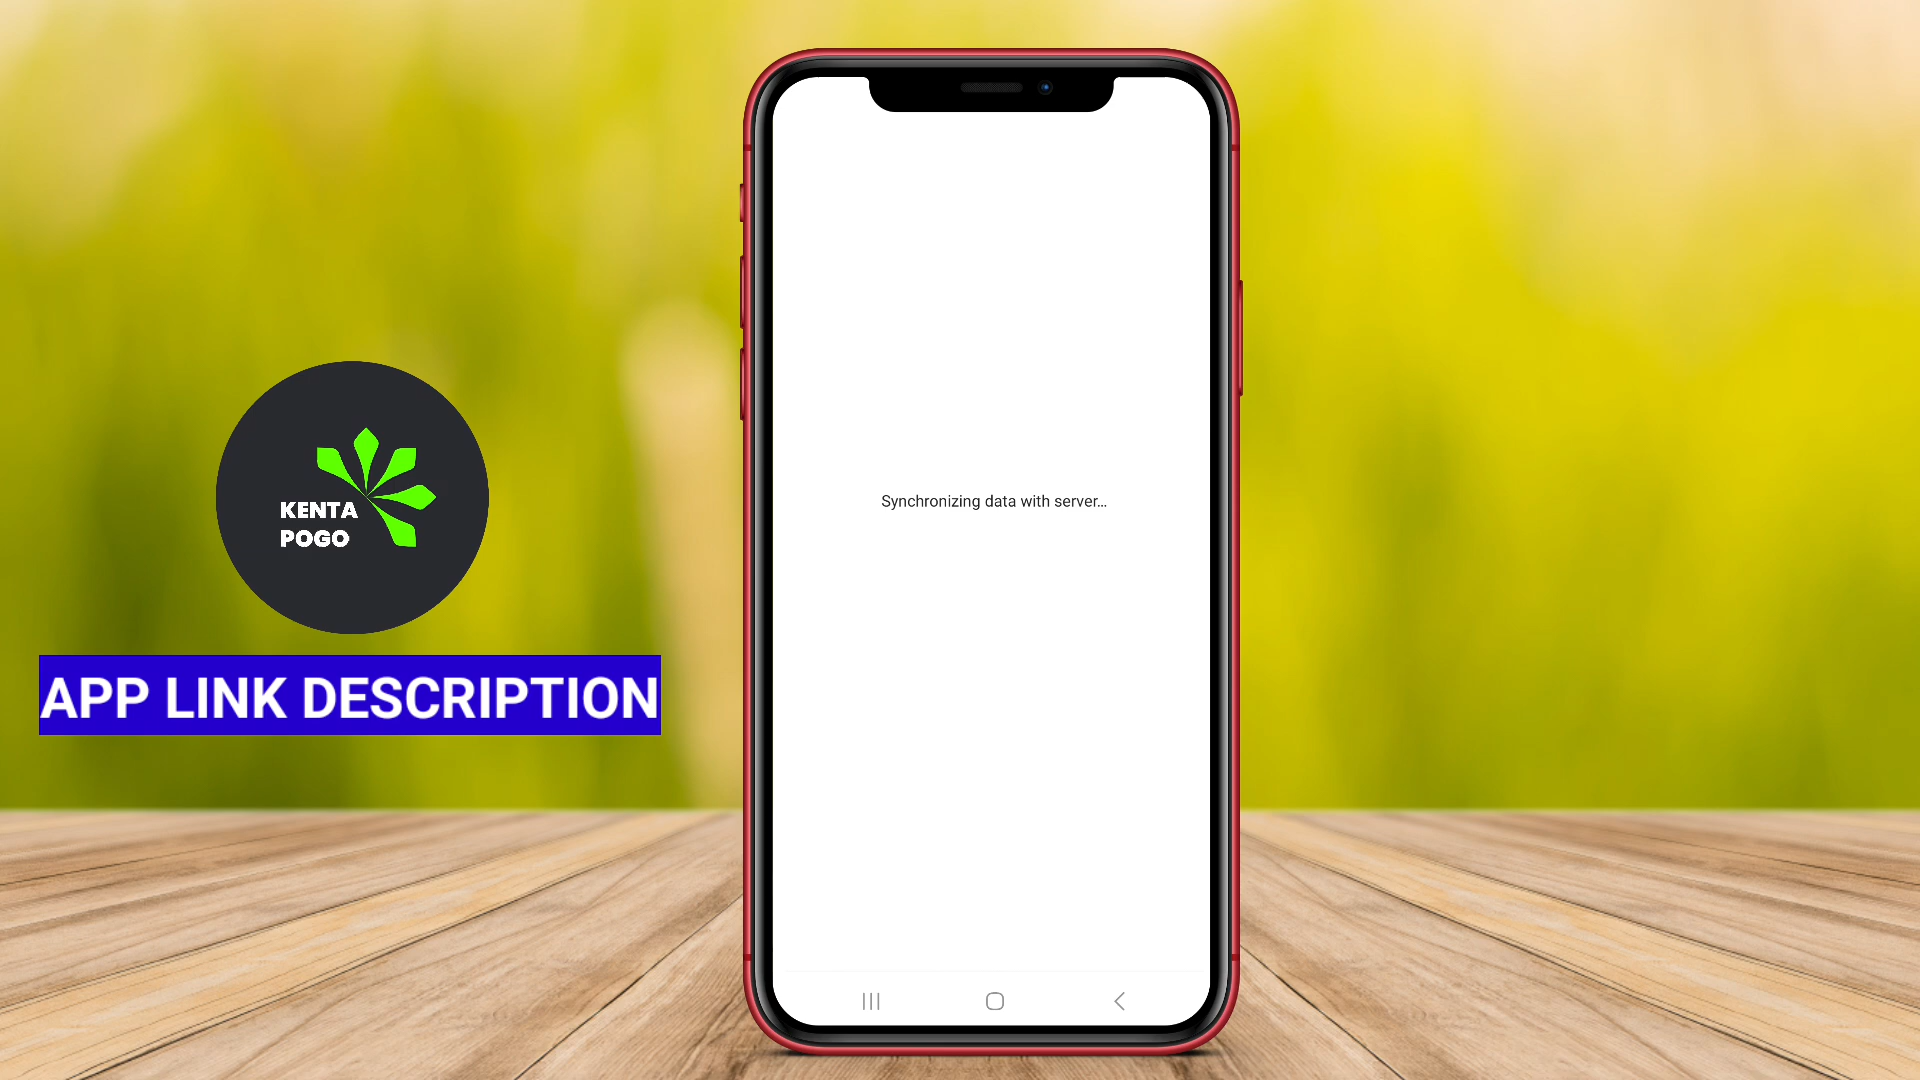 KENTA
POGO
APP LINK DESCRIPTION
Synchronizing data with server...